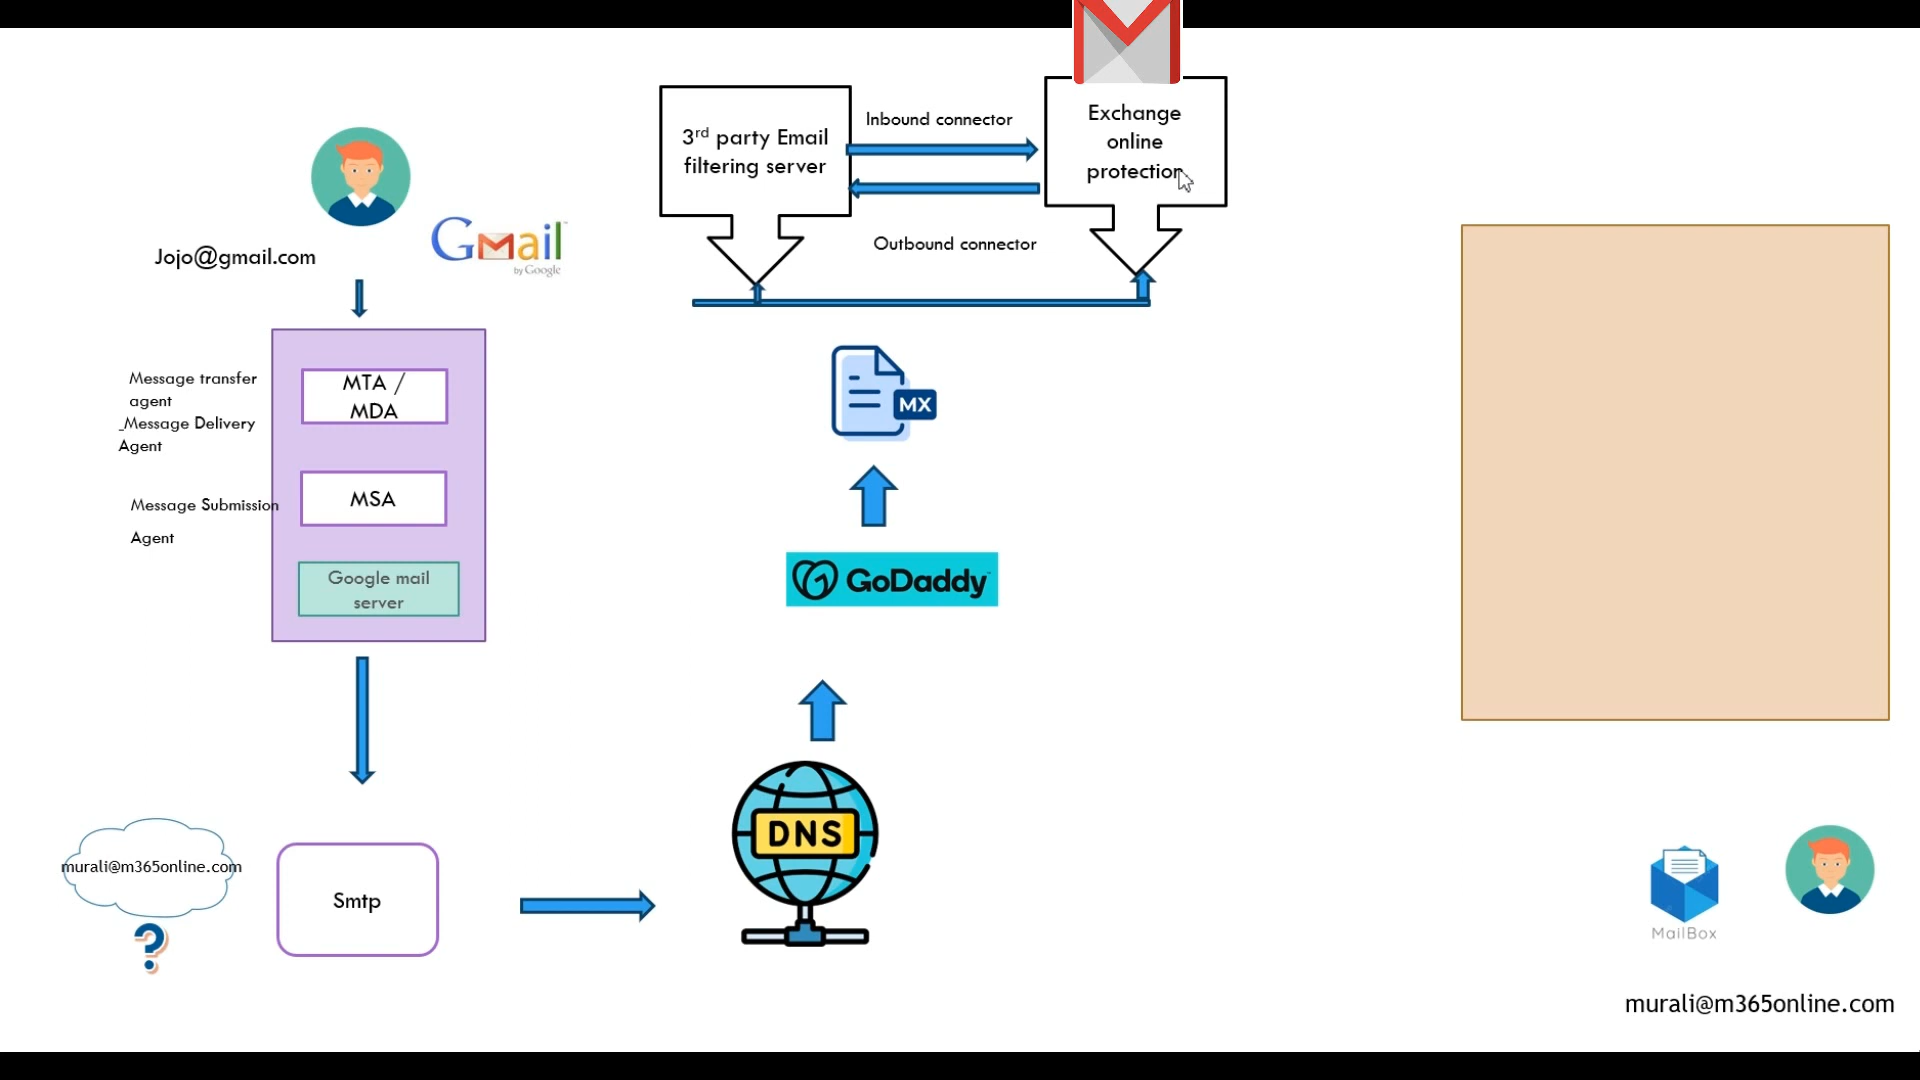 3rd party Email
filtering server
Inbound connector
Exchange
online
protection
Outbound connector
Jojo@gmail.com
Gmail
by Google
Message transfer
agent
_Message Delivery
Agent
MTA /
MDA
Message Submission
Agent
MSA
Google mail
server
MX
GoDaddy
DNS
murali@m365online.com
?
Smtp
MailBox
murali@m365online.com